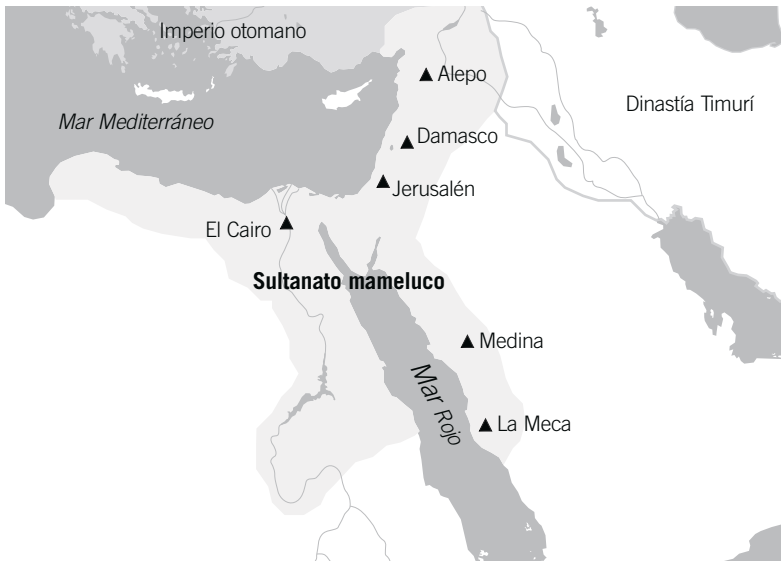 Imperio otomano
Alepo
Dinastía Timurí
Mar Mediterráneo
Damasco
Jerusalén
El Cairo
Sultanato mameluco
Medina
Mar Rojo
La Meca